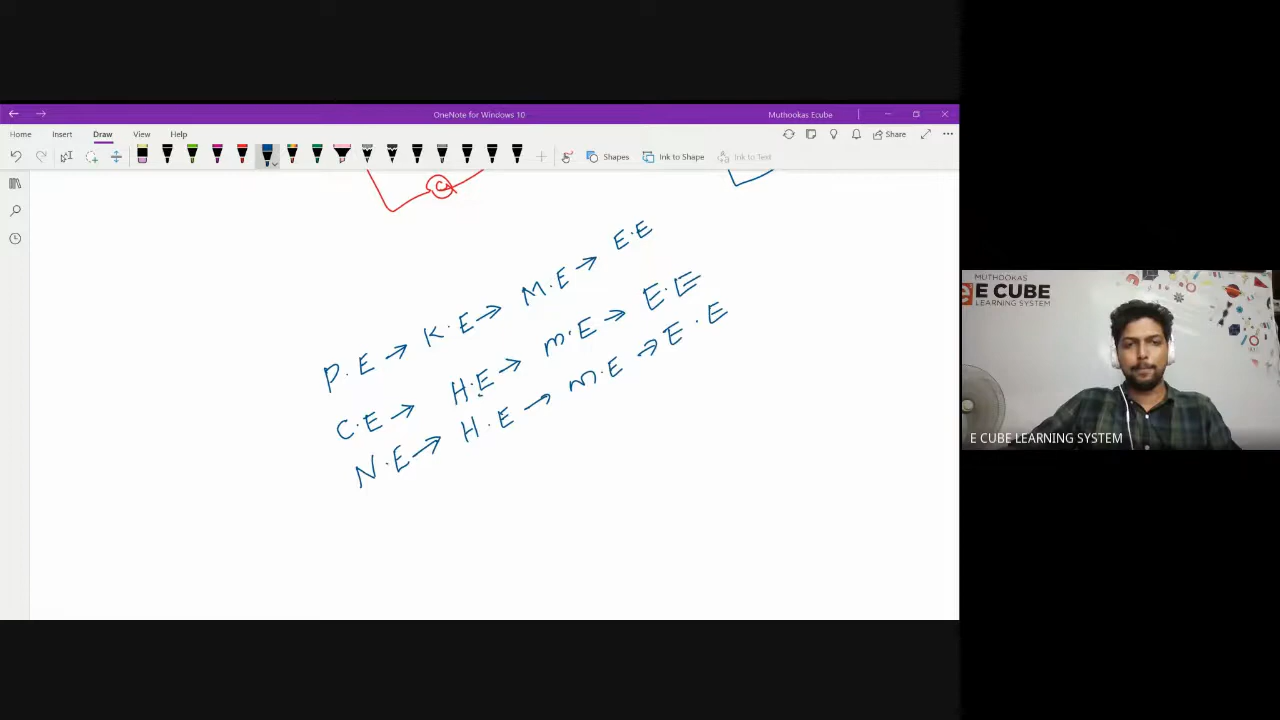 OneNote for Windows 10
Muthookas Ecube
Home Insert Draw View Help
Share
Shapes Ink to Shape Ink to Text
G
P.E → K.E → M.E → E.E
C.E → H.E → m.E → E.E
N.E → H.E → m.E → E.E
MUTHOOKAS
E CUBE
LEARNING SYSTEM
E CUBE LEARNING SYSTEM